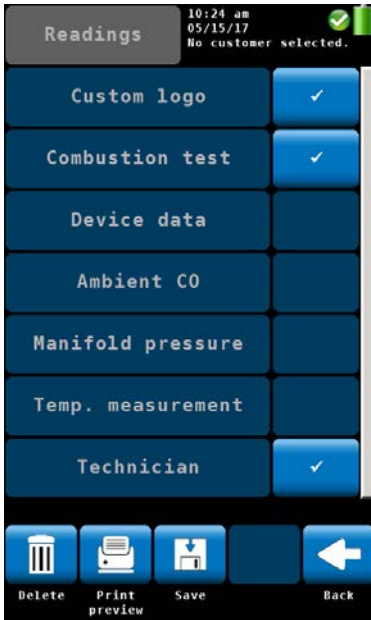 Readings
10:24 am
05/15/17
No customer selected.
Custom logo
Combustion test
Device data
Ambient CO
Manifold pressure
Temp. measurement
Technician
Delete
Print preview
Save
Back